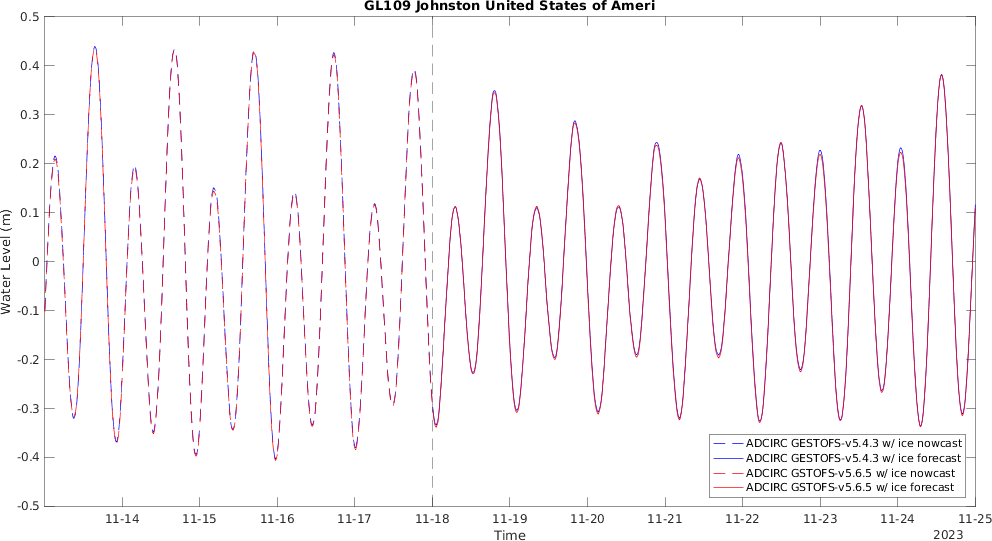 GL109 Johnston United States of Ameri
0.5
0.4
0.3
0.2
0.1
0
-0.1
-0.2
-0.3
-0.4
-0.5
Water Level (m)
ADCIRC GESTOFS-v5.4.3 w/ ice nowcast
ADCIRC GESTOFS-v5.4.3 w/ ice forecast
ADCIRC GSTOFS-v5.6.5 w/ ice nowcast
ADCIRC GSTOFS-v5.6.5 w/ ice forecast
11-14 11-15 11-16 11-17 11-18 11-19 11-20 11-21 11-22 11-23 11-24 11-25
Time
2023